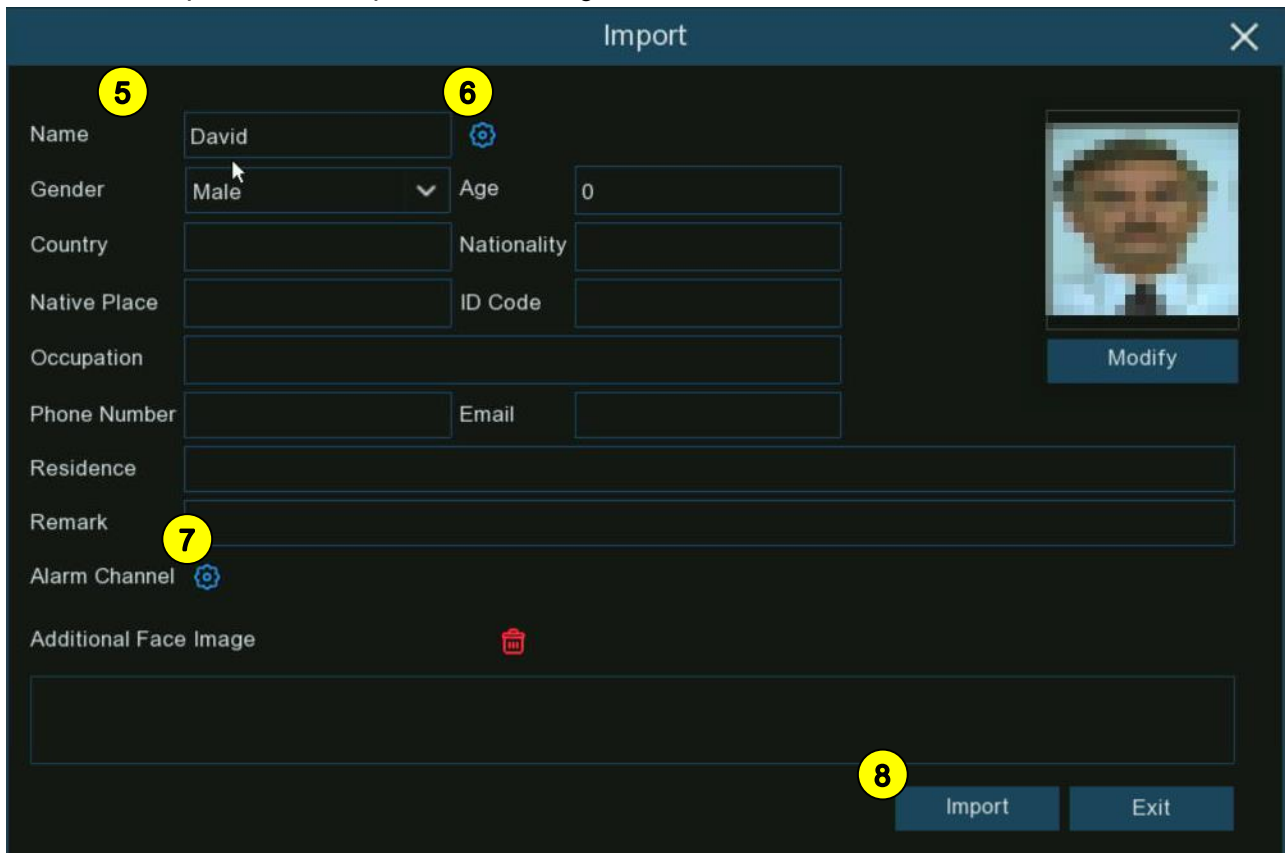 Import
5
6
Name David
Gender Male Age 0
Country Nationality
Native Place ID Code
Occupation
Modify
Phone Number Email
Residence
Remark
7
Alarm Channel
Additional Face Image
8
Import Exit